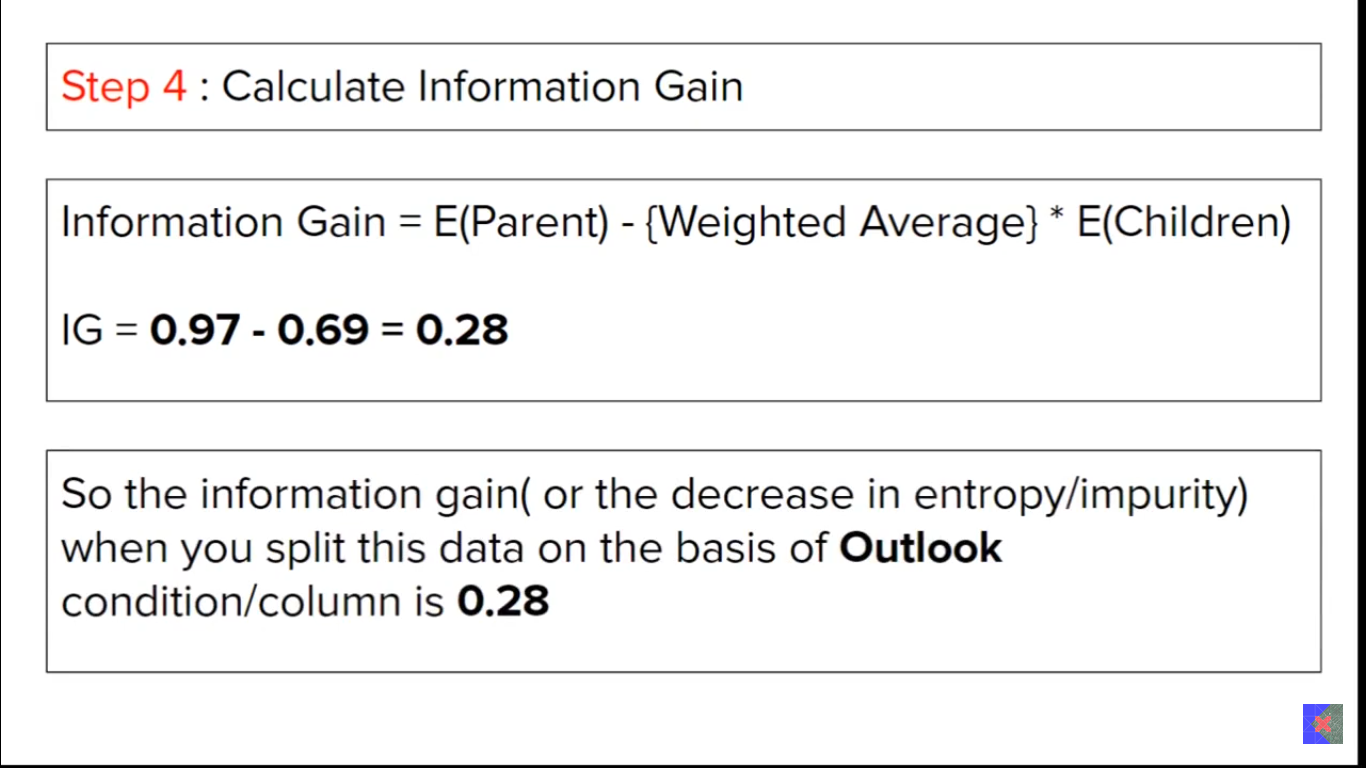 Step 4 : Calculate Information Gain
Information Gain = E(Parent) - {Weighted Average} * E(Children)
IG = 0.97 - 0.69 = 0.28
So the information gain( or the decrease in entropy/impurity)
when you split this data on the basis of Outlook
condition/column is 0.28